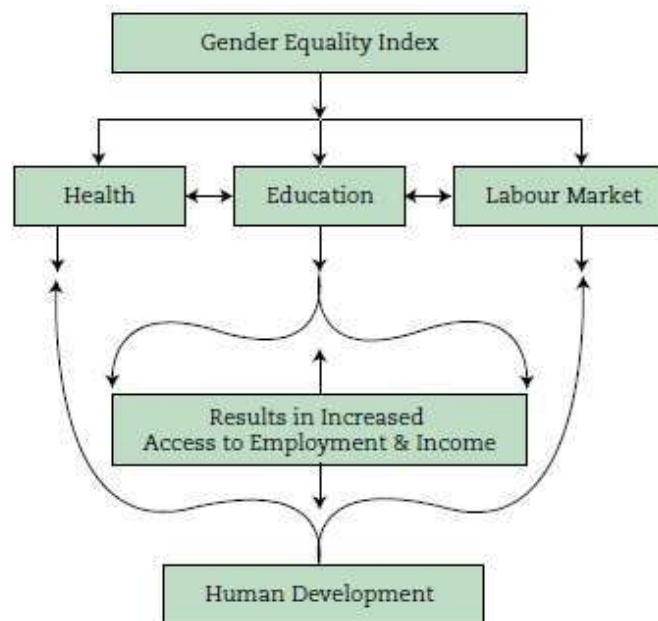 Gender Equality Index
Health
Education
Labour Market
Results in Increased
Access to Employment & Income
Human Development